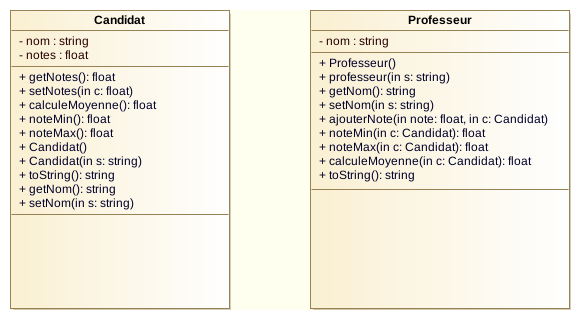 Candidat
- nom : string
- notes : float
+ getNotes(): float
+ setNotes(in c: float)
+ calculeMoyenne(): float
+ noteMin(): float
+ noteMax(): float
+ Candidat()
+ Candidat(in s: string)
+ toString(): string
+ getNom(): string
+ setNom(in s: string)
Professeur
- nom : string
+ Professeur()
+ professeur(in s: string)
+ getNom(): string
+ setNom(in s: string)
+ ajouterNote(in note: float, in c: Candidat)
+ noteMin(in c: Candidat): float
+ noteMax(in c: Candidat): float
+ calculeMoyenne(in c: Candidat): float
+ toString(): string